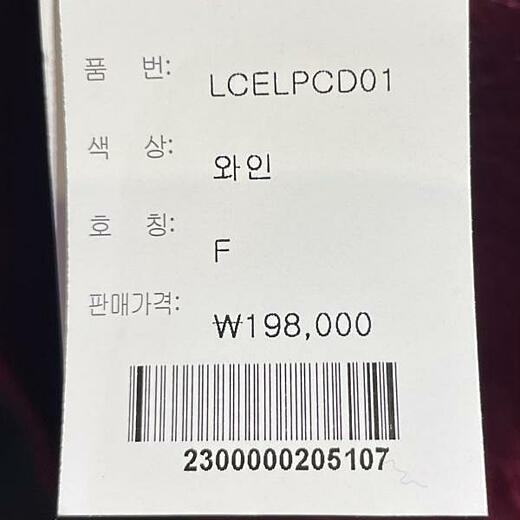 품 번: LCELPCD01
색 상: 와인
호 칭: F
판매가격: ₩198,000
2300000205107